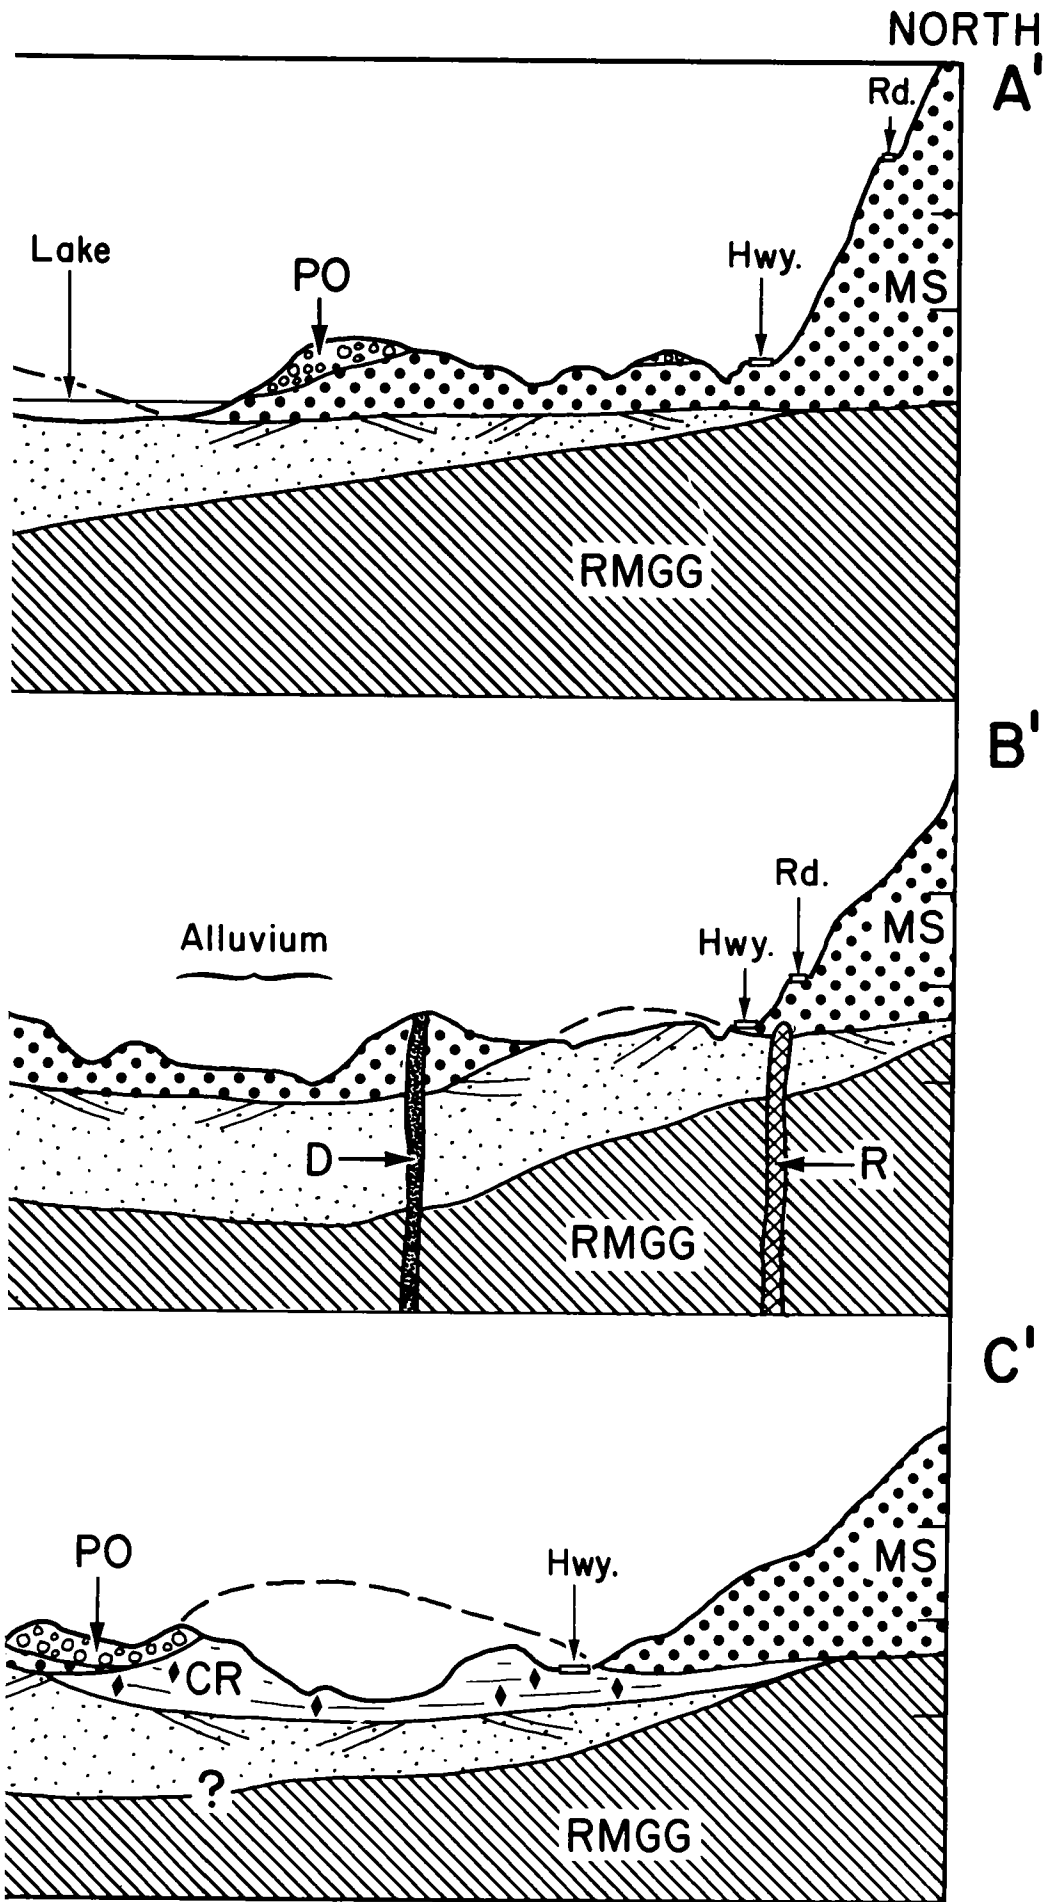 NORTH
A'
Rd.
Lake
PO
Hwy.
MS
RMGG
B'
Rd.
Alluvium
Hwy.
MS
D
R
RMGG
C'
PO
Hwy.
MS
CR
?
RMGG